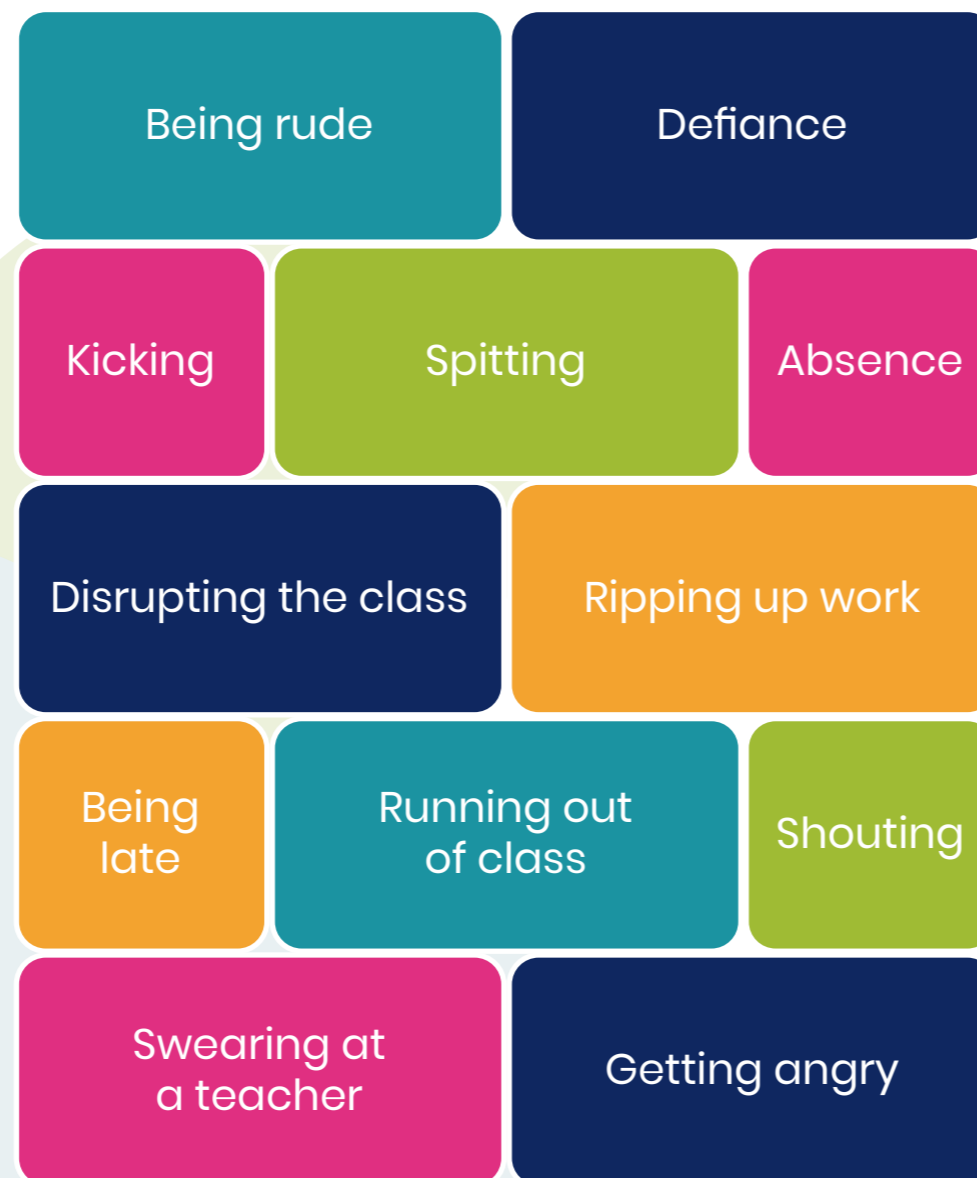 Being rude
Defiance
Kicking
Spitting
Absence
Disrupting the class
Ripping up work
Being
late
Running out
of class
Shouting
Swearing at
a teacher
Getting angry